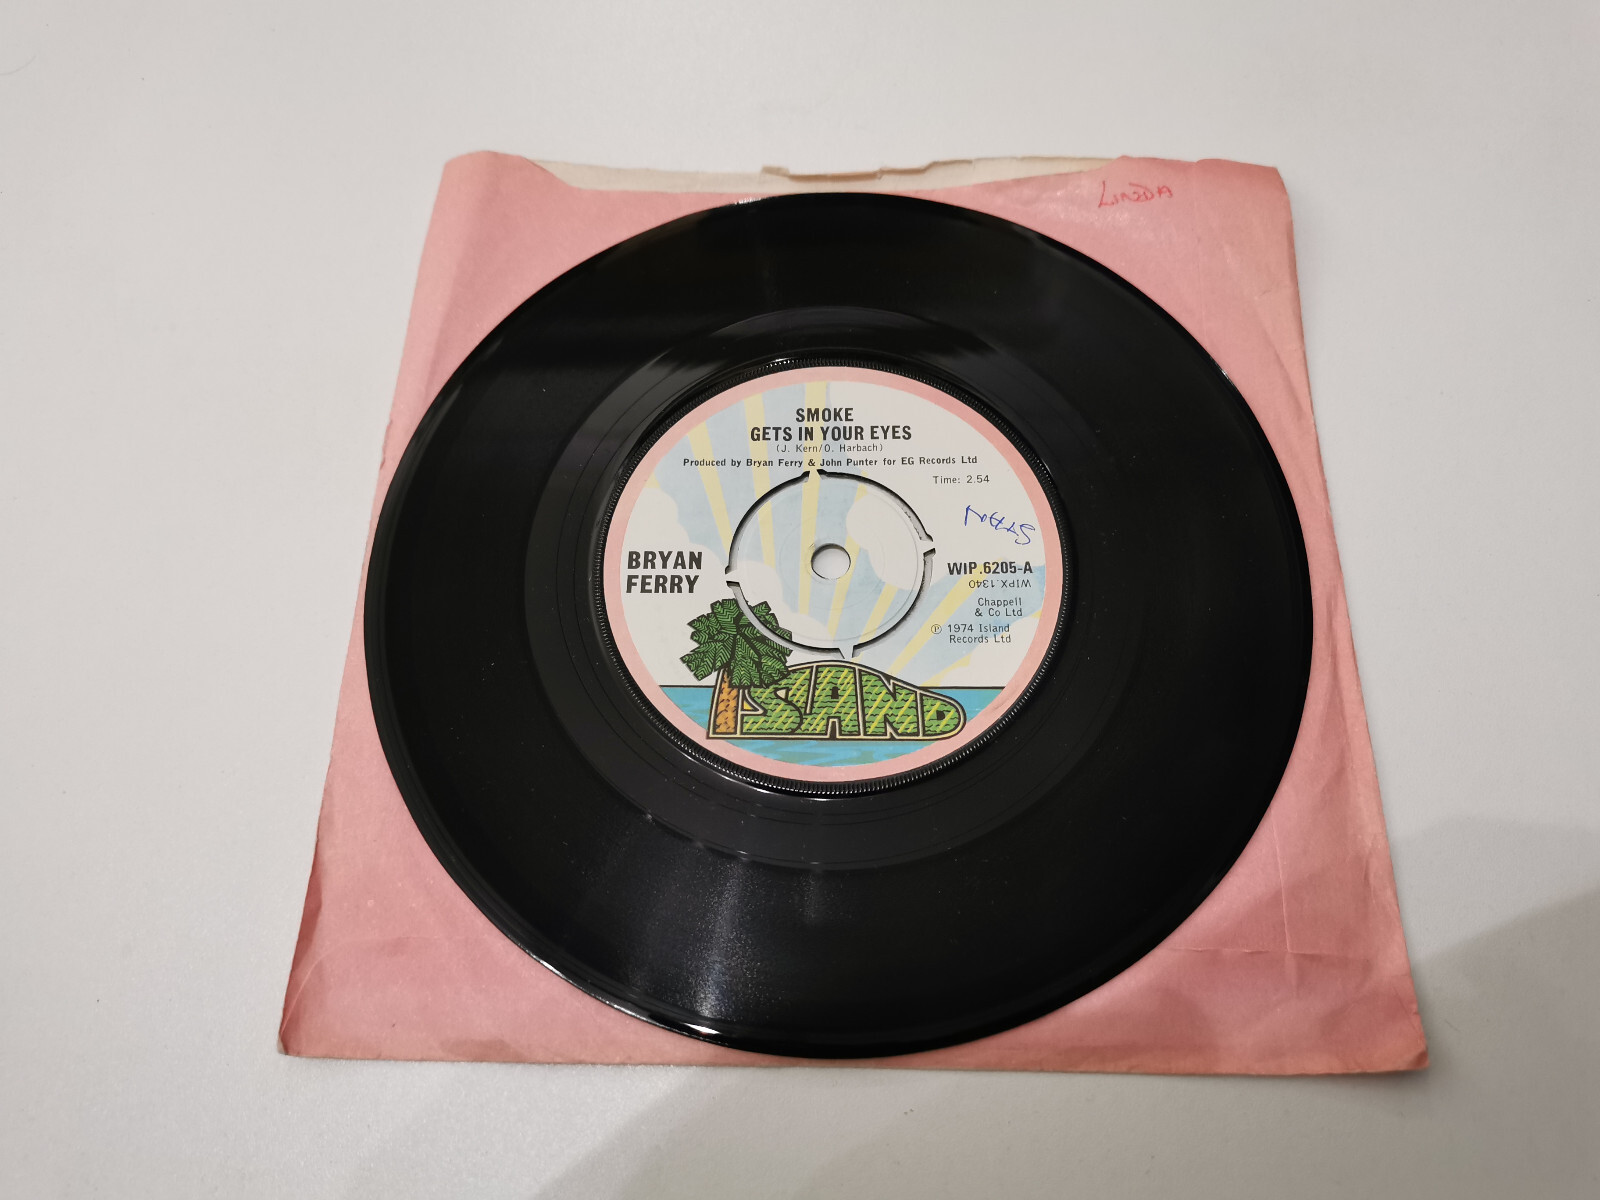 LINDA
SMOKE
GETS IN YOUR EYES
(J. Kern/O. Harbach)
Produced by Bryan Ferry & John Punter for EG Records Ltd
Time: 2.54
BRYAN
FERRY
WIP.6205-A
WIPX.1340
Chappell
& Co Ltd
℗ 1974 Island
Records Ltd
ISLAND